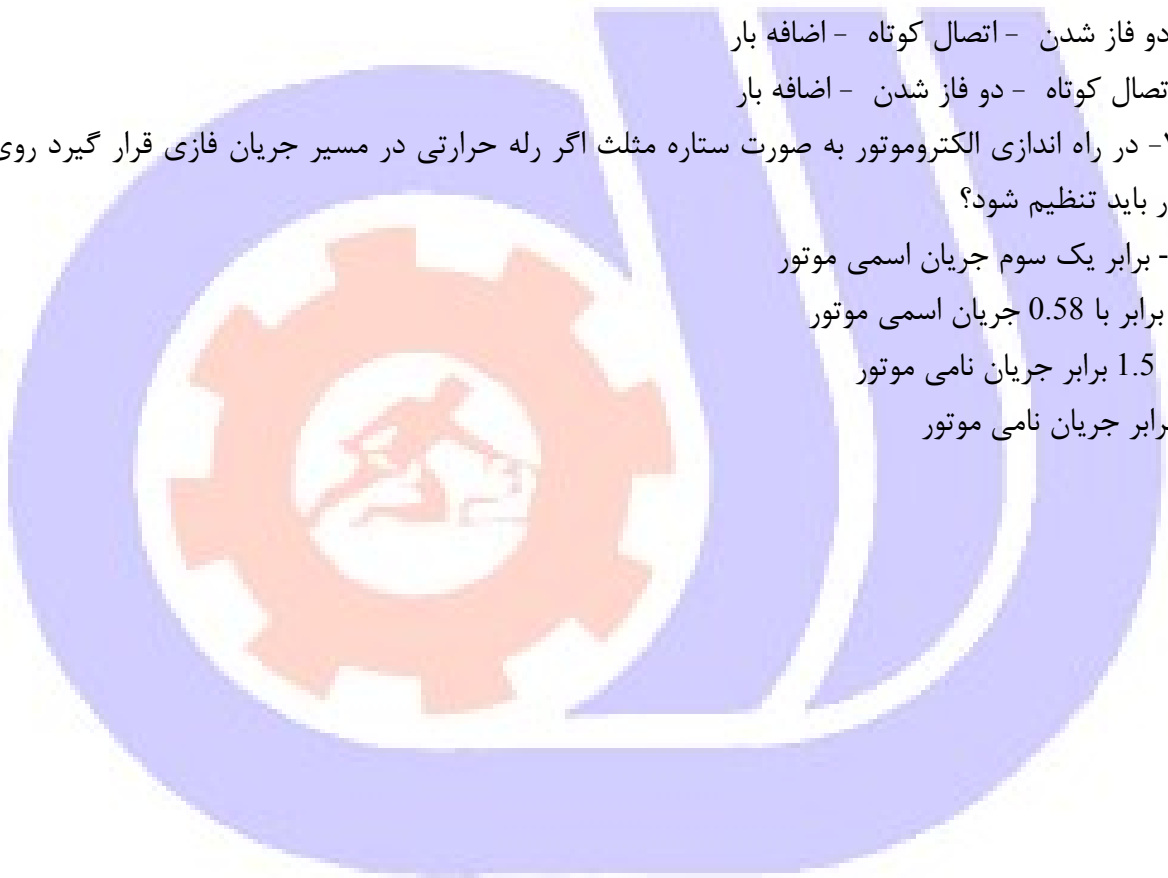 دو فاز شدن - اتصال کوتاه - اضافه بار
تصال کوتاه - دو فاز شدن - اضافه بار
- در راه اندازی الکتروموتور به صورت ستاره مثلث اگر رله حرارتی در مسیر جریان فازی قرار گیرد روی
ر باید تنظیم شود؟
- برابر یک سوم جریان اسمی موتور
برابر با 0.58 جریان اسمی موتور
1.5 برابر جریان نامی موتور
برابر جریان نامی موتور